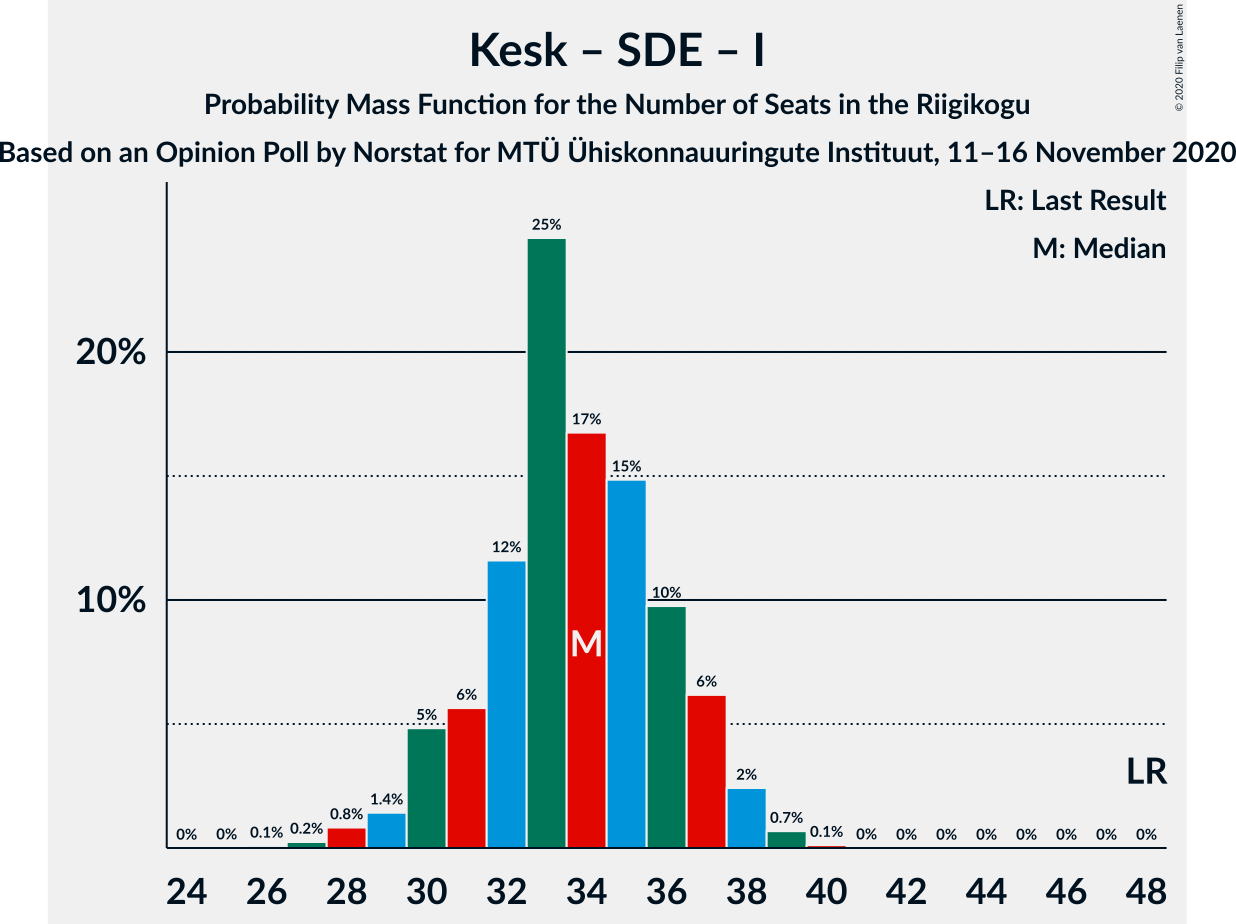 Kesk – SDE – I
Probability Mass Function for the Number of Seats in the Riigikogu
Based on an Opinion Poll by Norstat for MTÜ Ühiskonnauuringute Instituut, 11–16 November 2020
© 2020 Filip van Laenen
LR: Last Result
M: Median
25%
20%
17%
15%
12%
10%
10%
M
6%
6%
5%
LR
2%
0% 0% 0.1% 0.2% 0.8% 1.4% 0.7% 0.1% 0% 0% 0% 0% 0% 0% 0% 0%
24 26 28 30 32 34 36 38 40 42 44 46 48